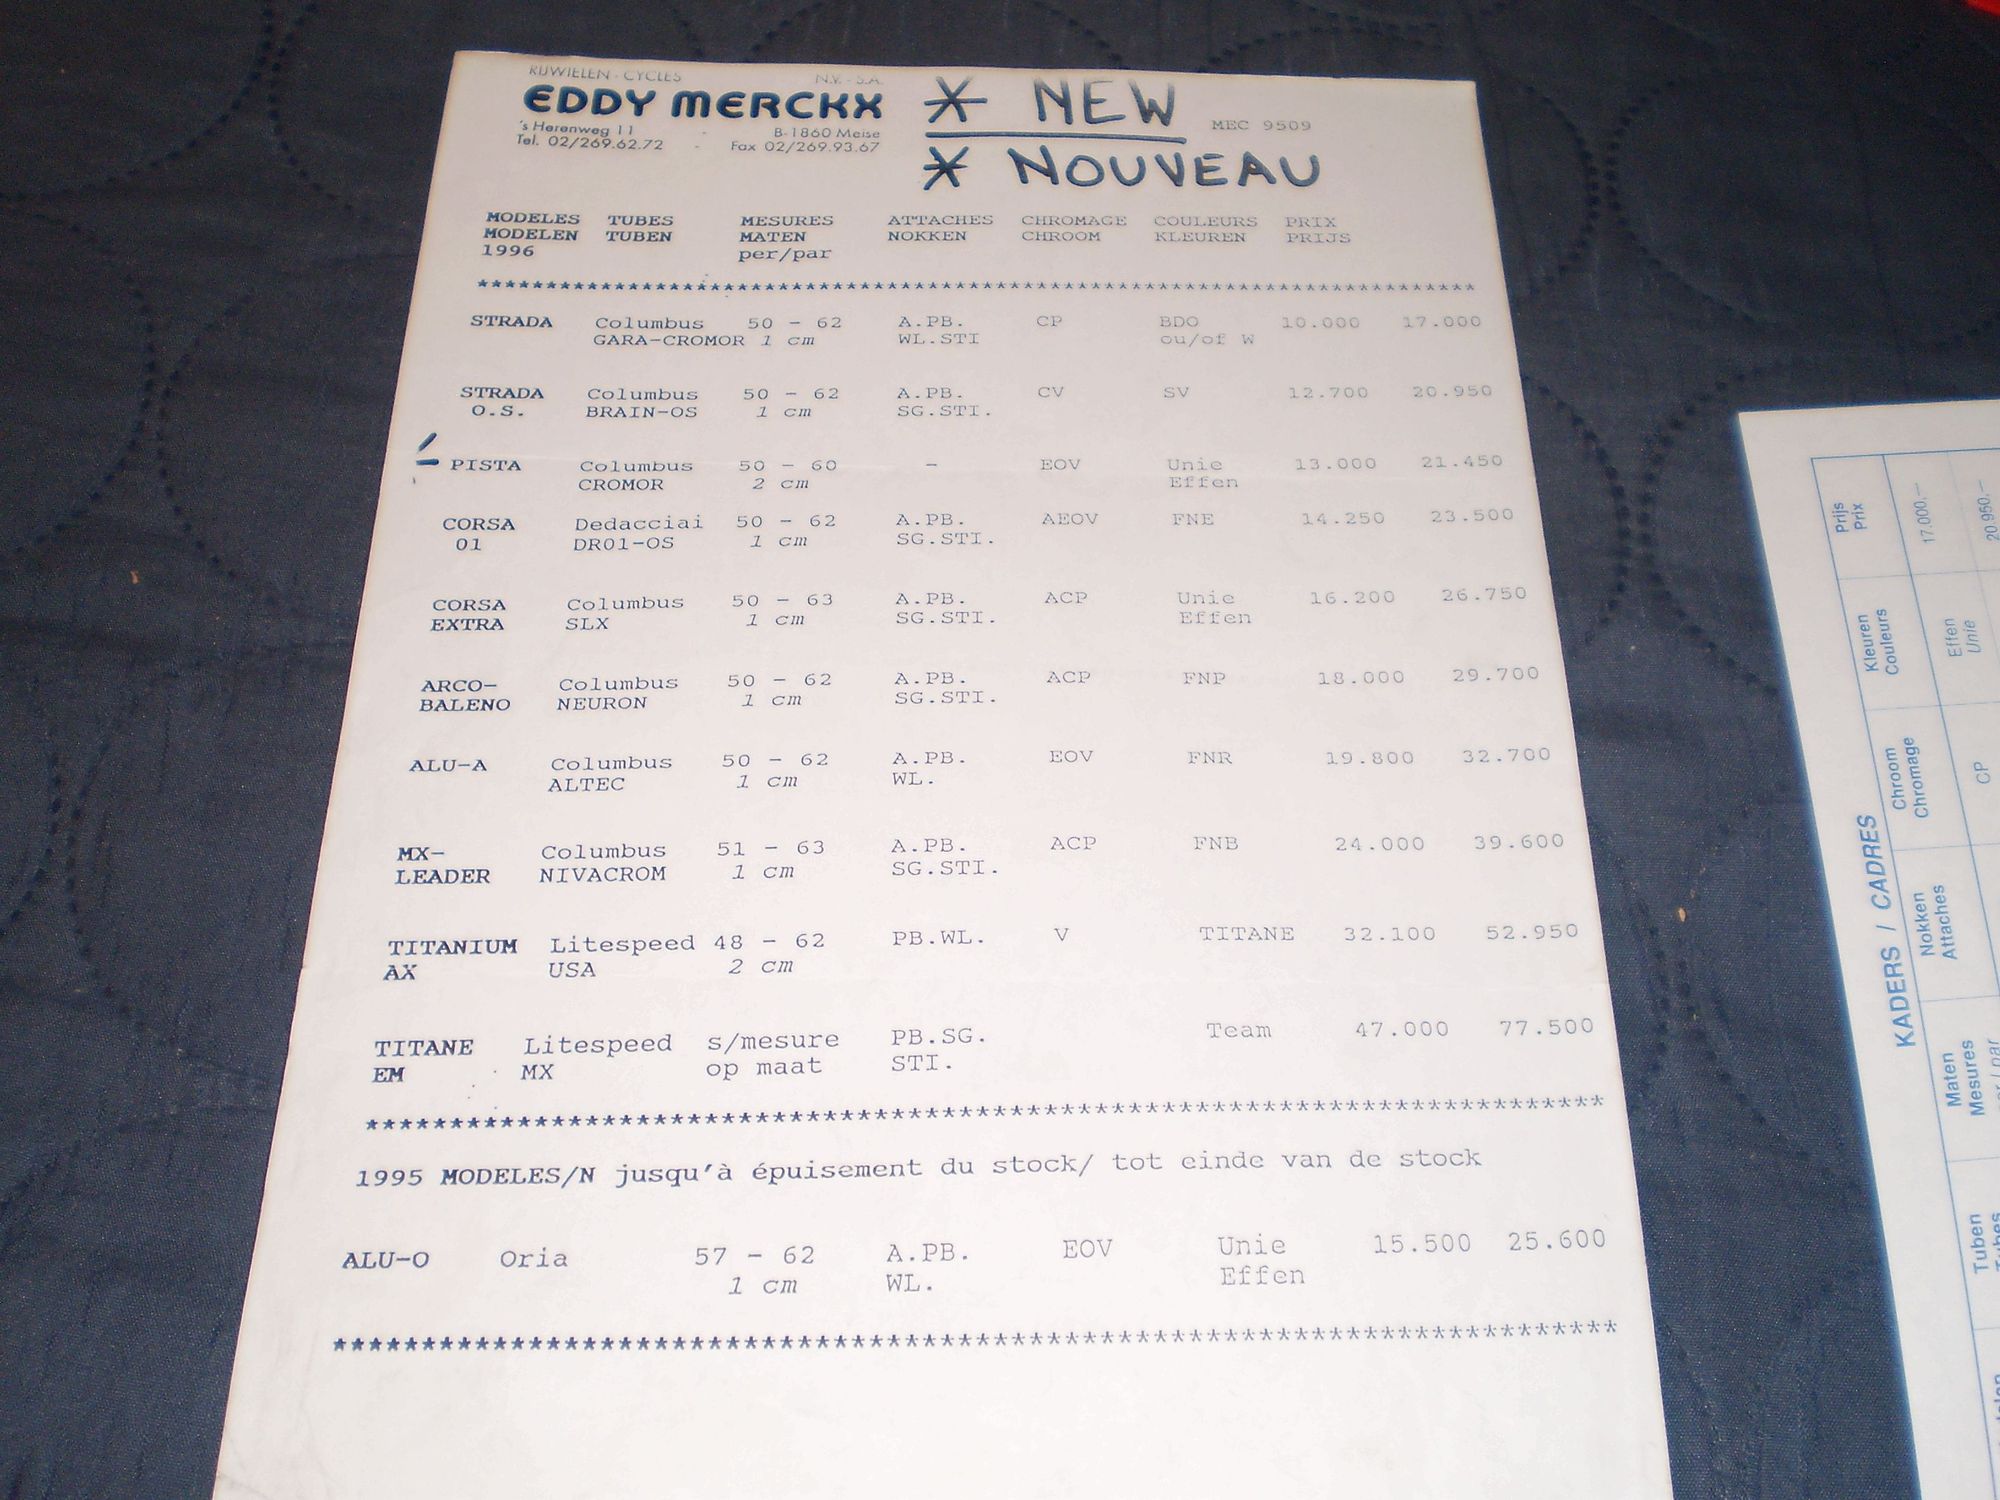 RIJWIELEN - CYCLES N.V. - S.A.
EDDY MERCKX
's Herenweg 11 B-1860 Meise
Tel. 02/269.62.72 - Fax 02/269.93.67
* NEW
MEC 9509
* NOUVEAU
MODELES TUBES MESURES ATTACHES CHROMAGE COULEURS PRIX
MODELEN TUBEN MATEN NOKKEN CHROOM KLEUREN PRIJS
1996 per/par
STRADA Columbus 50 - 62 A.PB. CP BDO 10.000 17.000
GARA-CROMOR 1 cm WL.STI ou/of W
STRADA Columbus 50 - 62 A.PB. CV SV 12.700 20.950
O.S. BRAIN-OS 1 cm SG.STI.
PISTA Columbus 50 - 60 - EOV Unie 13.000 21.450
CROMOR 2 cm Effen
CORSA Dedacciai 50 - 62 A.PB. AEOV FNE 14.250 23.500
01 DR01-OS 1 cm SG.STI.
CORSA Columbus 50 - 63 A.PB. ACP Unie 16.200 26.750
EXTRA SLX 1 cm SG.STI. Effen
ARCO- Columbus 50 - 62 A.PB. ACP FNP 18.000 29.700
BALENO NEURON 1 cm SG.STI.
ALU-A Columbus 50 - 62 A.PB. EOV FNR 19.800 32.700
ALTEC 1 cm WL.
MX- Columbus 51 - 63 A.PB. ACP FNB 24.000 39.600
LEADER NIVACROM 1 cm SG.STI.
TITANIUM Litespeed 48 - 62 PB.WL. V TITANE 32.100 52.950
AX USA 2 cm
TITANE Litespeed s/mesure PB.SG. Team 47.000 77.500
EM MX op maat STI.
1995 MODELES/N jusqu'à épuisement du stock/ tot einde van de stock
ALU-O Oria 57 - 62 A.PB. EOV Unie 15.500 25.600
1 cm WL. Effen
KADERS / CADRES
Tuben Maten Nokken Chroom Kleuren Prijs
Mesures Attaches Chromage Couleurs Prix
CP Effen 17.000,-
Unie
20.950,-